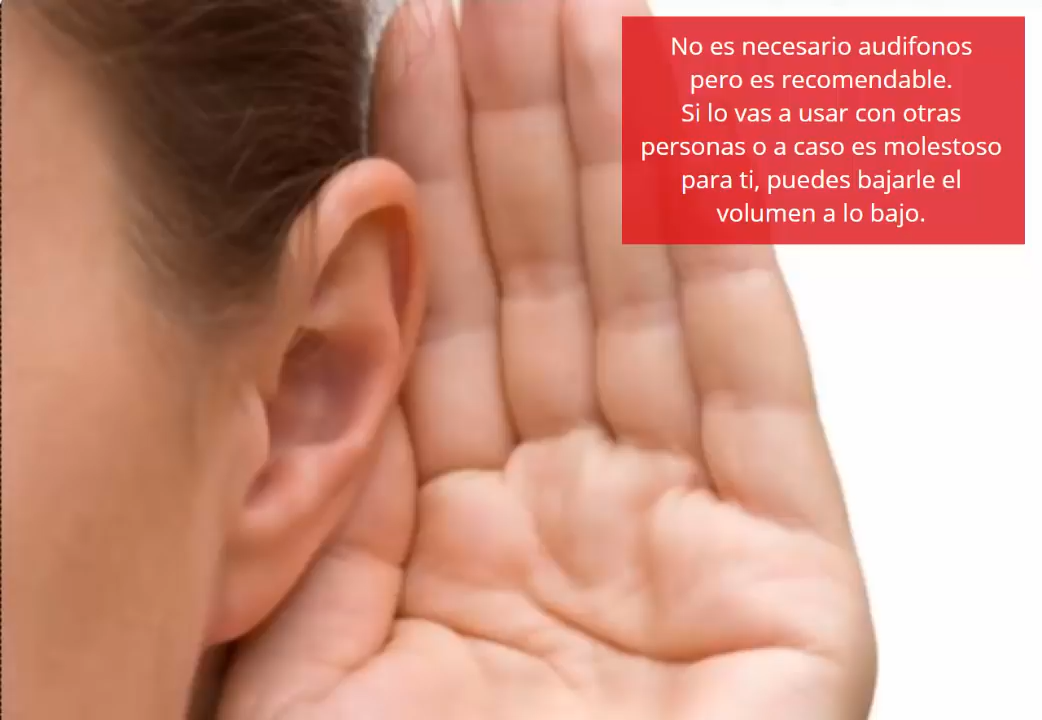 No es necesario audifonos
pero es recomendable.
Si lo vas a usar con otras
personas o a caso es molestoso
para ti, puedes bajarle el
volumen a lo bajo.